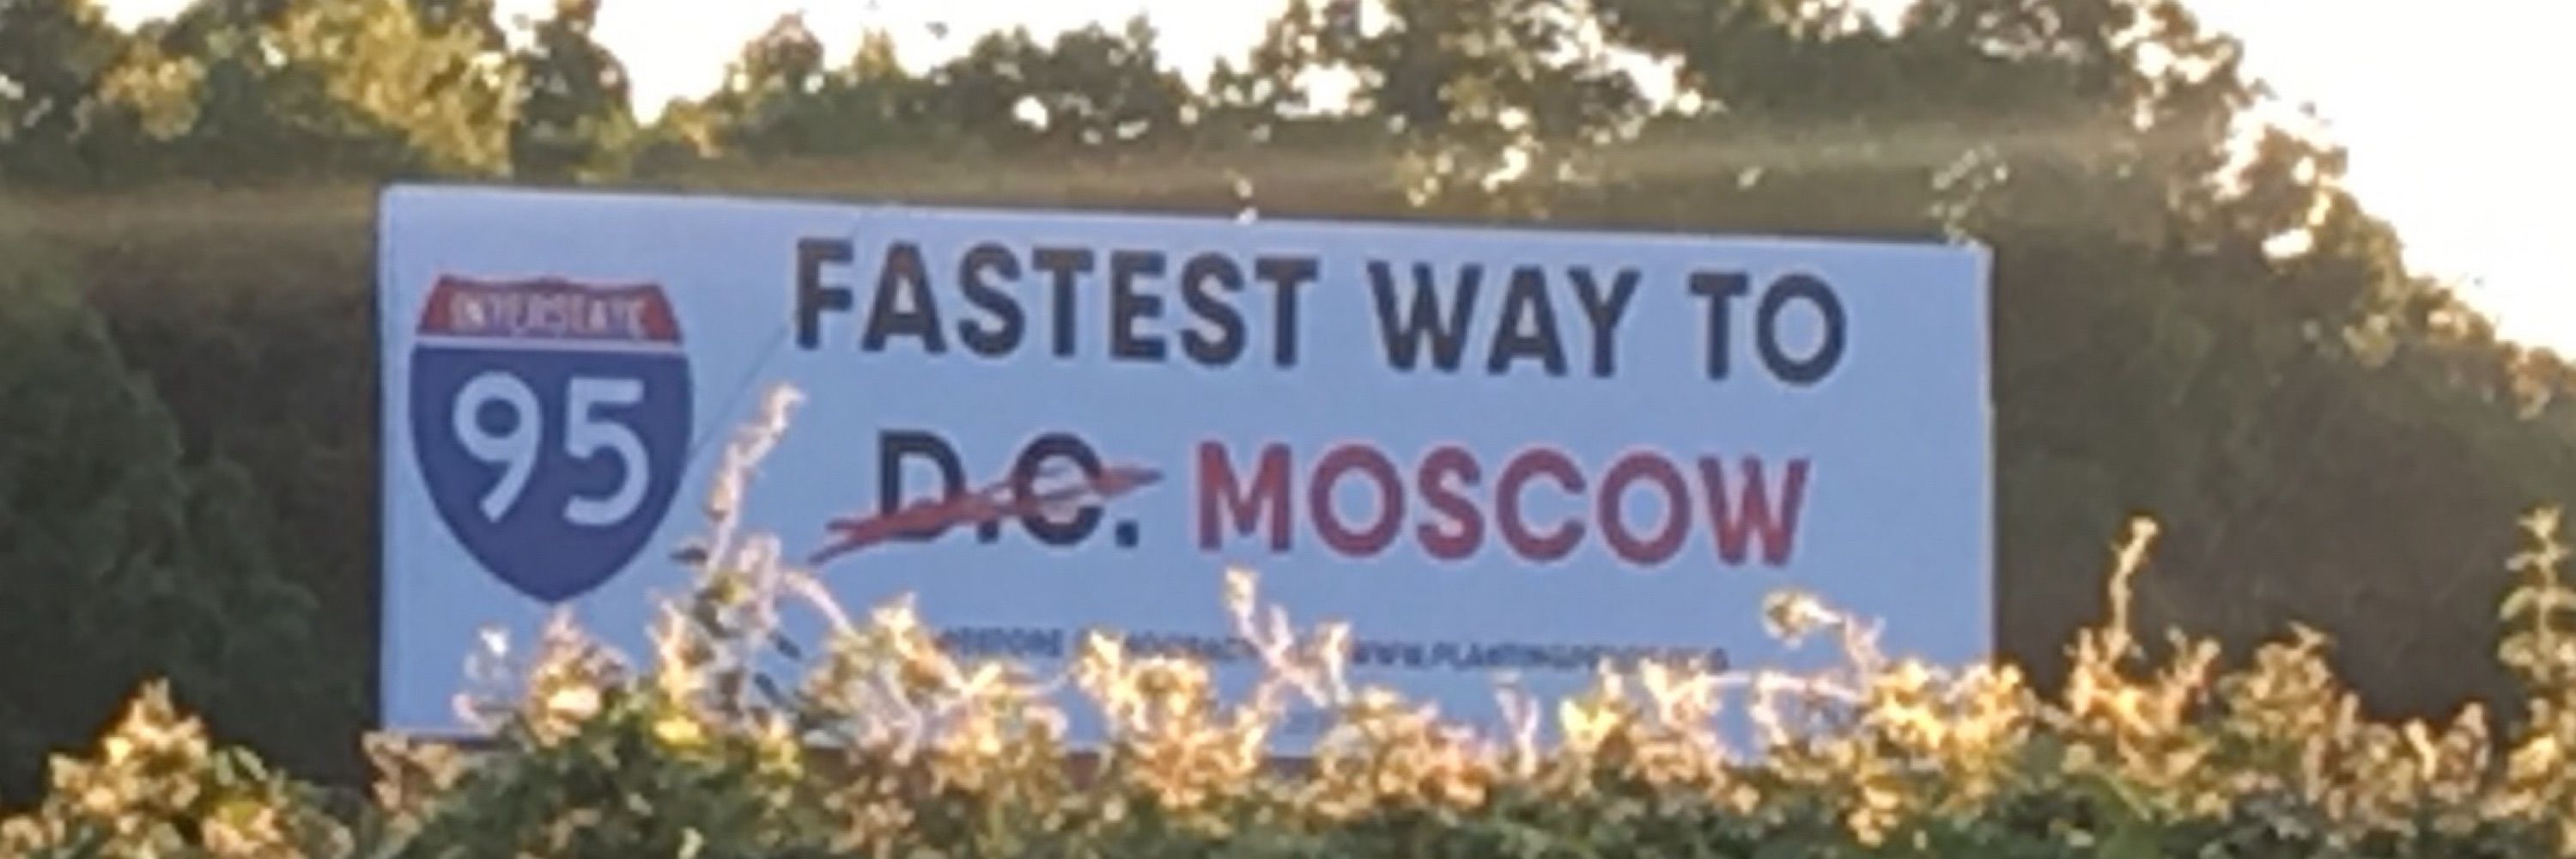 INTERSTATE
95
FASTEST WAY TO
D.C. MOSCOW